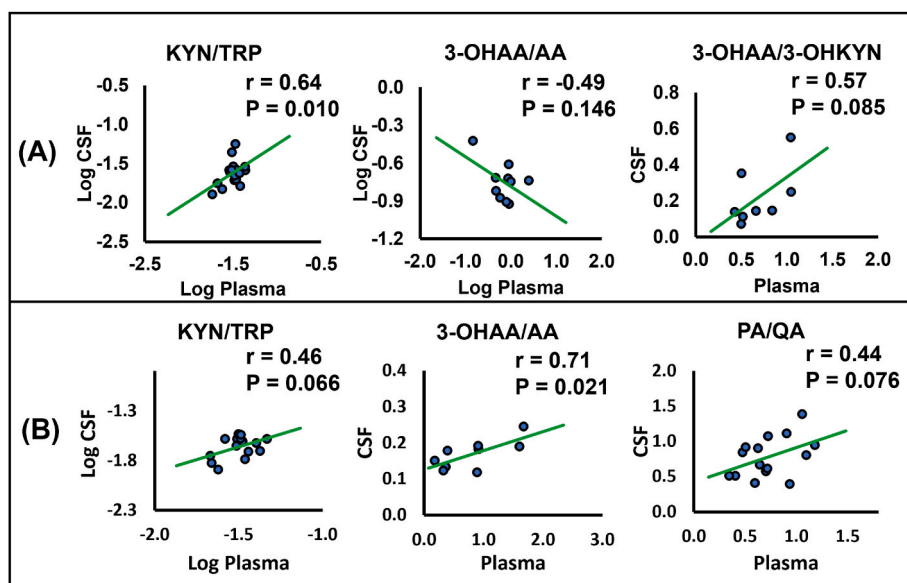 (A)
KYN/TRP
r = 0.64
P = 0.010
-0.5
-1.0
-1.5
-2.0
-2.5
Log CSF
-2.5 -1.5 -0.5
Log Plasma
3-OHAA/AA
r = -0.49
P = 0.146
0.0
-0.3
-0.6
-0.9
-1.2
Log CSF
-2.0 -1.0 0.0 1.0 2.0
Log Plasma
3-OHAA/3-OHKYN
r = 0.57
P = 0.085
0.8
0.6
0.4
0.2
0.0
CSF
0.0 0.5 1.0 1.5 2.0
Plasma
(B)
KYN/TRP
r = 0.46
P = 0.066
-1.3
-1.8
-2.3
Log CSF
-2.0 -1.5 -1.0
Log Plasma
3-OHAA/AA
r = 0.71
P = 0.021
0.4
0.3
0.2
0.1
0.0
CSF
0.0 1.0 2.0 3.0
Plasma
PA/QA
r = 0.44
P = 0.076
2.0
1.5
1.0
0.5
0.0
CSF
0.0 0.5 1.0 1.5
Plasma